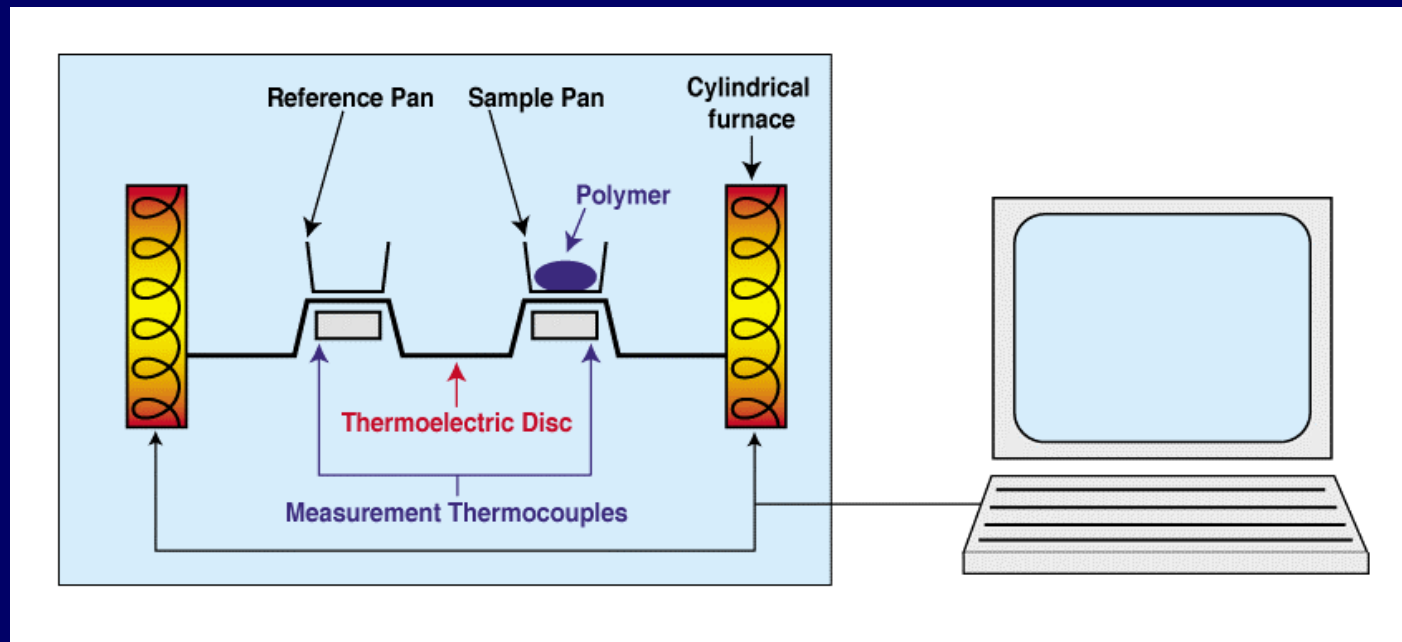 Reference Pan
Sample Pan
Cylindrical
furnace
Polymer
Thermoelectric Disc
Measurement Thermocouples